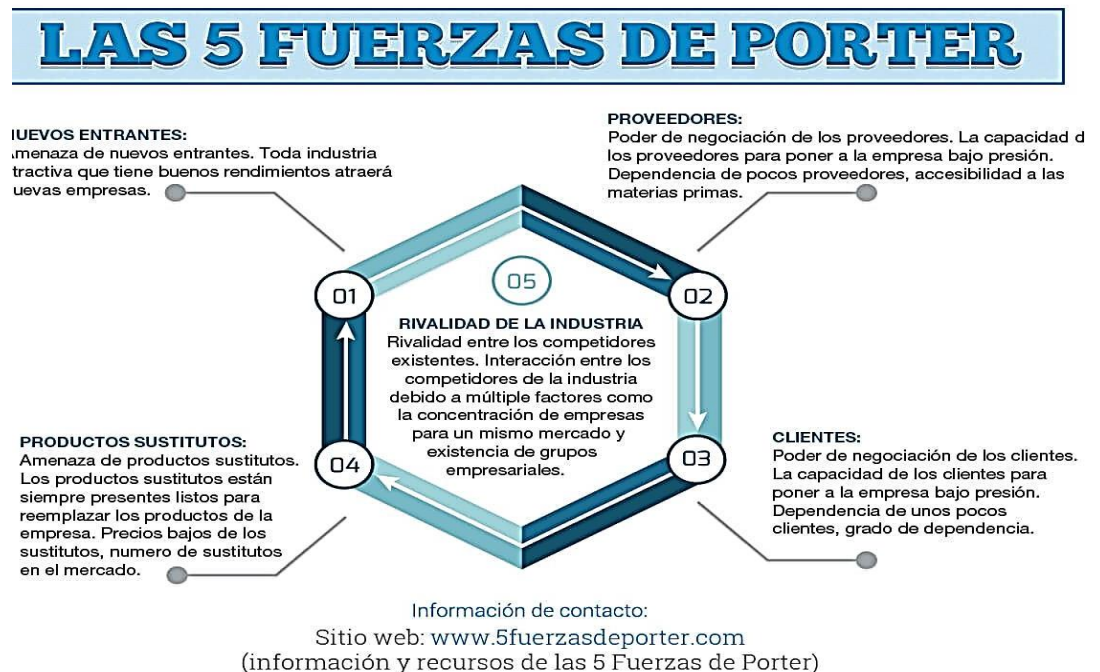 LAS 5 FUERZAS DE PORTER
UEVOS ENTRANTES:
menaza de nuevos entrantes. Toda industria
tractiva que tiene buenos rendimientos atraerá
uevas empresas.
PROVEEDORES:
Poder de negociación de los proveedores. La capacidad d
los proveedores para poner a la empresa bajo presión.
Dependencia de pocos proveedores, accesibilidad a las
materias primas.
01
02
05
RIVALIDAD DE LA INDUSTRIA
Rivalidad entre los competidores
existentes. Interacción entre los
competidores de la industria
debido a múltiple factores como
la concentración de empresas
para un mismo mercado y
existencia de grupos
empresariales.
04
03
PRODUCTOS SUSTITUTOS:
Amenaza de productos sustitutos.
Los productos sustitutos están
siempre presentes listos para
reemplazar los productos de la
empresa. Precios bajos de los
sustitutos, numero de sustitutos
en el mercado.
CLIENTES:
Poder de negociación de los clientes.
La capacidad de los clientes para
poner a la empresa bajo presión.
Dependencia de unos pocos
clientes, grado de dependencia.
Información de contacto:
Sitio web: www.5fuerzasdeporter.com
(información y recursos de las 5 Fuerzas de Porter)